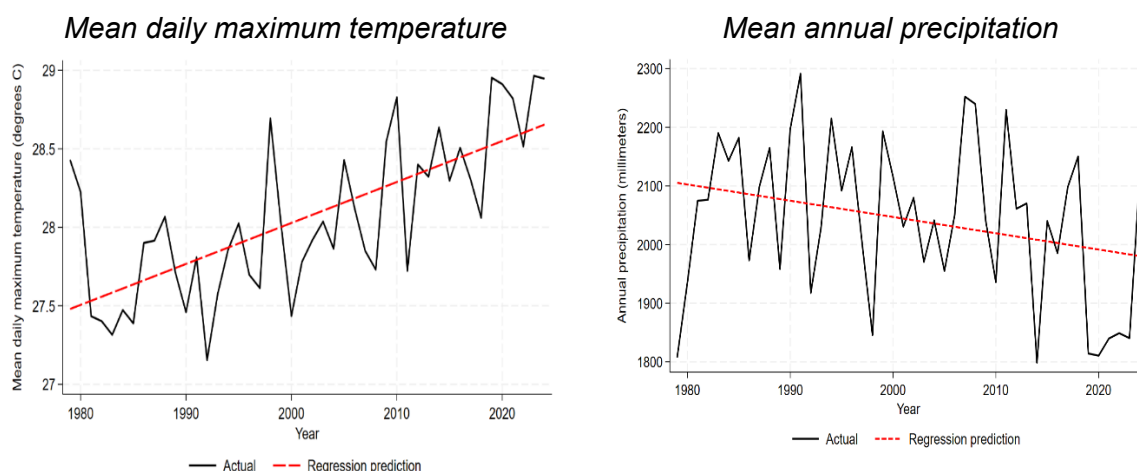 Mean daily maximum temperature
Mean daily maximum temperature (degrees C)
29
28.5
28
27.5
27
1980
1990
2000
2010
2020
Year
Actual
Regression prediction
Mean annual precipitation
Annual precipitation (millimeters)
2300
2200
2100
2000
1900
1800
1980
1990
2000
2010
2020
Year
Actual
Regression prediction